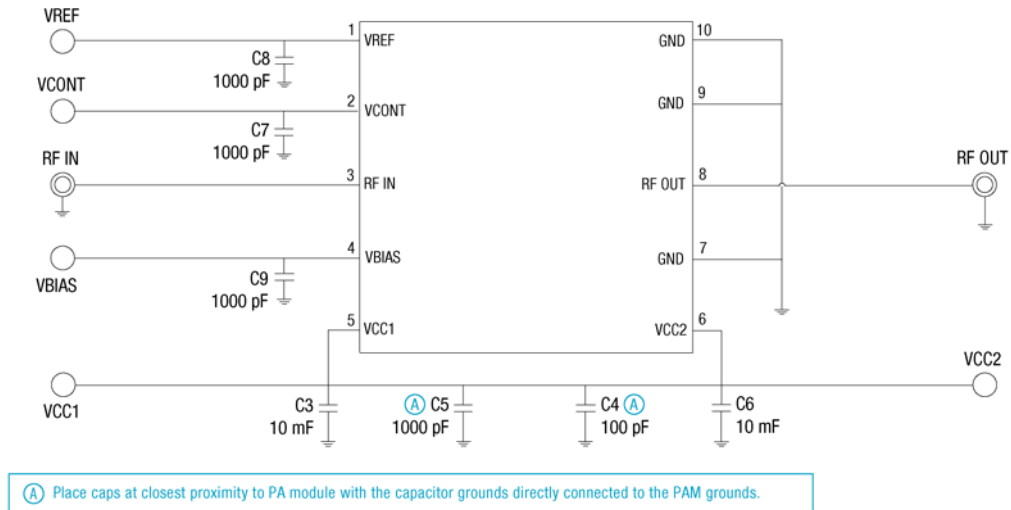 VREF
1 VREF
C8
1000 pF
10
GND
VCONT
2 VCONT
C7
1000 pF
9
GND
RF IN
3 RF IN
8
RF OUT
RF OUT
4 VBIAS
VBIAS
C9
1000 pF
7
GND
5 VCC1
6
VCC2
VCC1
VCC2
C3
10 mF
A C5
1000 pF
C4 A
100 pF
C6
10 mF
A Place caps at closest proximity to PA module with the capacitor grounds directly connected to the PAM grounds.